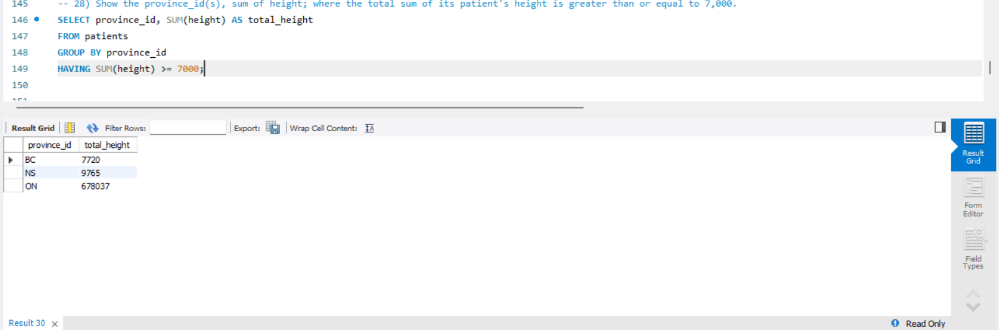 145 -- 28) Show the province_id(s), sum of height; where the total sum of its patient's height is greater than or equal to 7,000.
146 SELECT province_id, SUM(height) AS total_height
147 FROM patients
148 GROUP BY province_id
149 HAVING SUM(height) >= 7000;
150
Result Grid Filter Rows: Export: Wrap Cell Content: IA
province_id total_height
BC 7720
NS 9765
ON 678037
Result
Grid
Form
Editor
Field
Types
Result 30 × Read Only